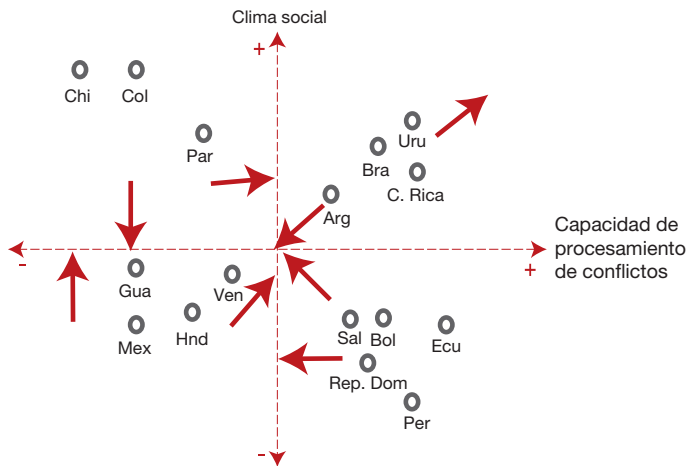 Clima social
+
Chi
Col
Par
Uru
Bra
C. Rica
Arg
Capacidad de
procesamiento
de conflictos
-
+
Gua
Ven
Hnd
Mex
Sal
Bol
Ecu
Rep. Dom
Per
-